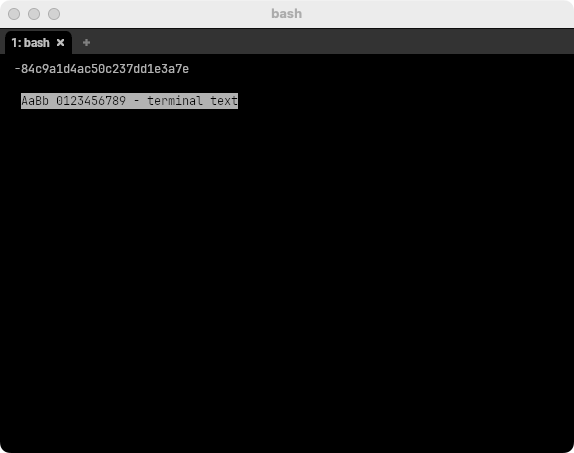 bash
1: bash × +
-84c9a1d4ac50c237dd1e3a7e
AaBb 0123456789 - terminal text